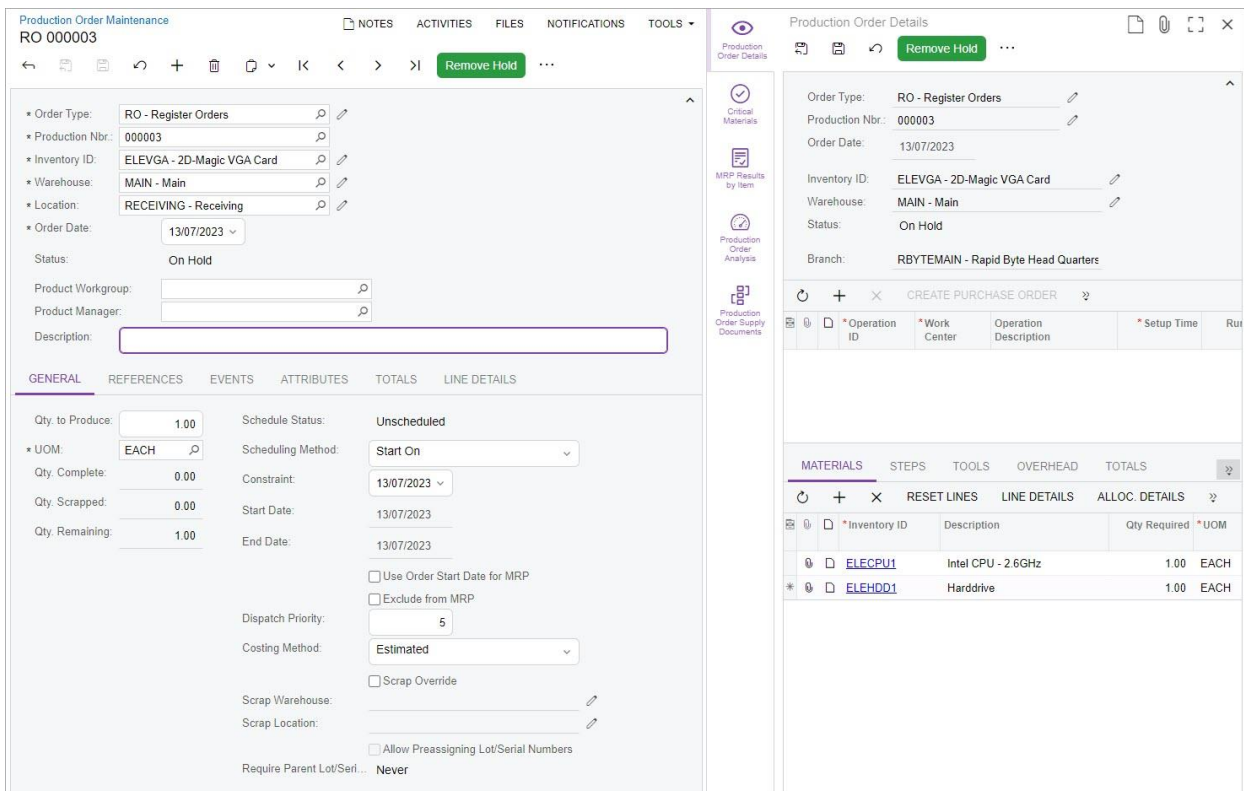 Production Order Maintenance
RO 000003
NOTES ACTIVITIES FILES NOTIFICATIONS TOOLS
Remove Hold
* Order Type: RO - Register Orders
* Production Nbr.: 000003
* Inventory ID: ELEVGA - 2D-Magic VGA Card
* Warehouse: MAIN - Main
* Location: RECEIVING - Receiving
* Order Date: 13/07/2023
Status: On Hold
Product Workgroup:
Product Manager:
Description:
GENERAL REFERENCES EVENTS ATTRIBUTES TOTALS LINE DETAILS
Qty. to Produce: 1.00
* UOM: EACH
Qty. Complete: 0.00
Qty. Scrapped: 0.00
Qty. Remaining: 1.00
Schedule Status: Unscheduled
Scheduling Method: Start On
Constraint: 13/07/2023
Start Date: 13/07/2023
End Date: 13/07/2023
Use Order Start Date for MRP
Exclude from MRP
Dispatch Priority: 5
Costing Method: Estimated
Scrap Override
Scrap Warehouse:
Scrap Location:
Allow Preassigning Lot/Serial Numbers
Require Parent Lot/Seri... Never
Production
Order Details
Critical
Materials
MRP Results
by Item
Production
Order
Analysis
Production
Order Supply
Documents
Production Order Details
Remove Hold
Order Type: RO - Register Orders
Production Nbr.: 000003
Order Date: 13/07/2023
Inventory ID: ELEVGA - 2D-Magic VGA Card
Warehouse: MAIN - Main
Status: On Hold
Branch: RBYTEMAIN - Rapid Byte Head Quarters
CREATE PURCHASE ORDER
* Operation ID * Work Center Operation Description * Setup Time Rur
MATERIALS STEPS TOOLS OVERHEAD TOTALS
RESET LINES LINE DETAILS ALLOC. DETAILS
* Inventory ID Description Qty Required * UOM
ELECPU1 Intel CPU - 2.6GHz 1.00 EACH
ELEHDD1 Harddrive 1.00 EACH